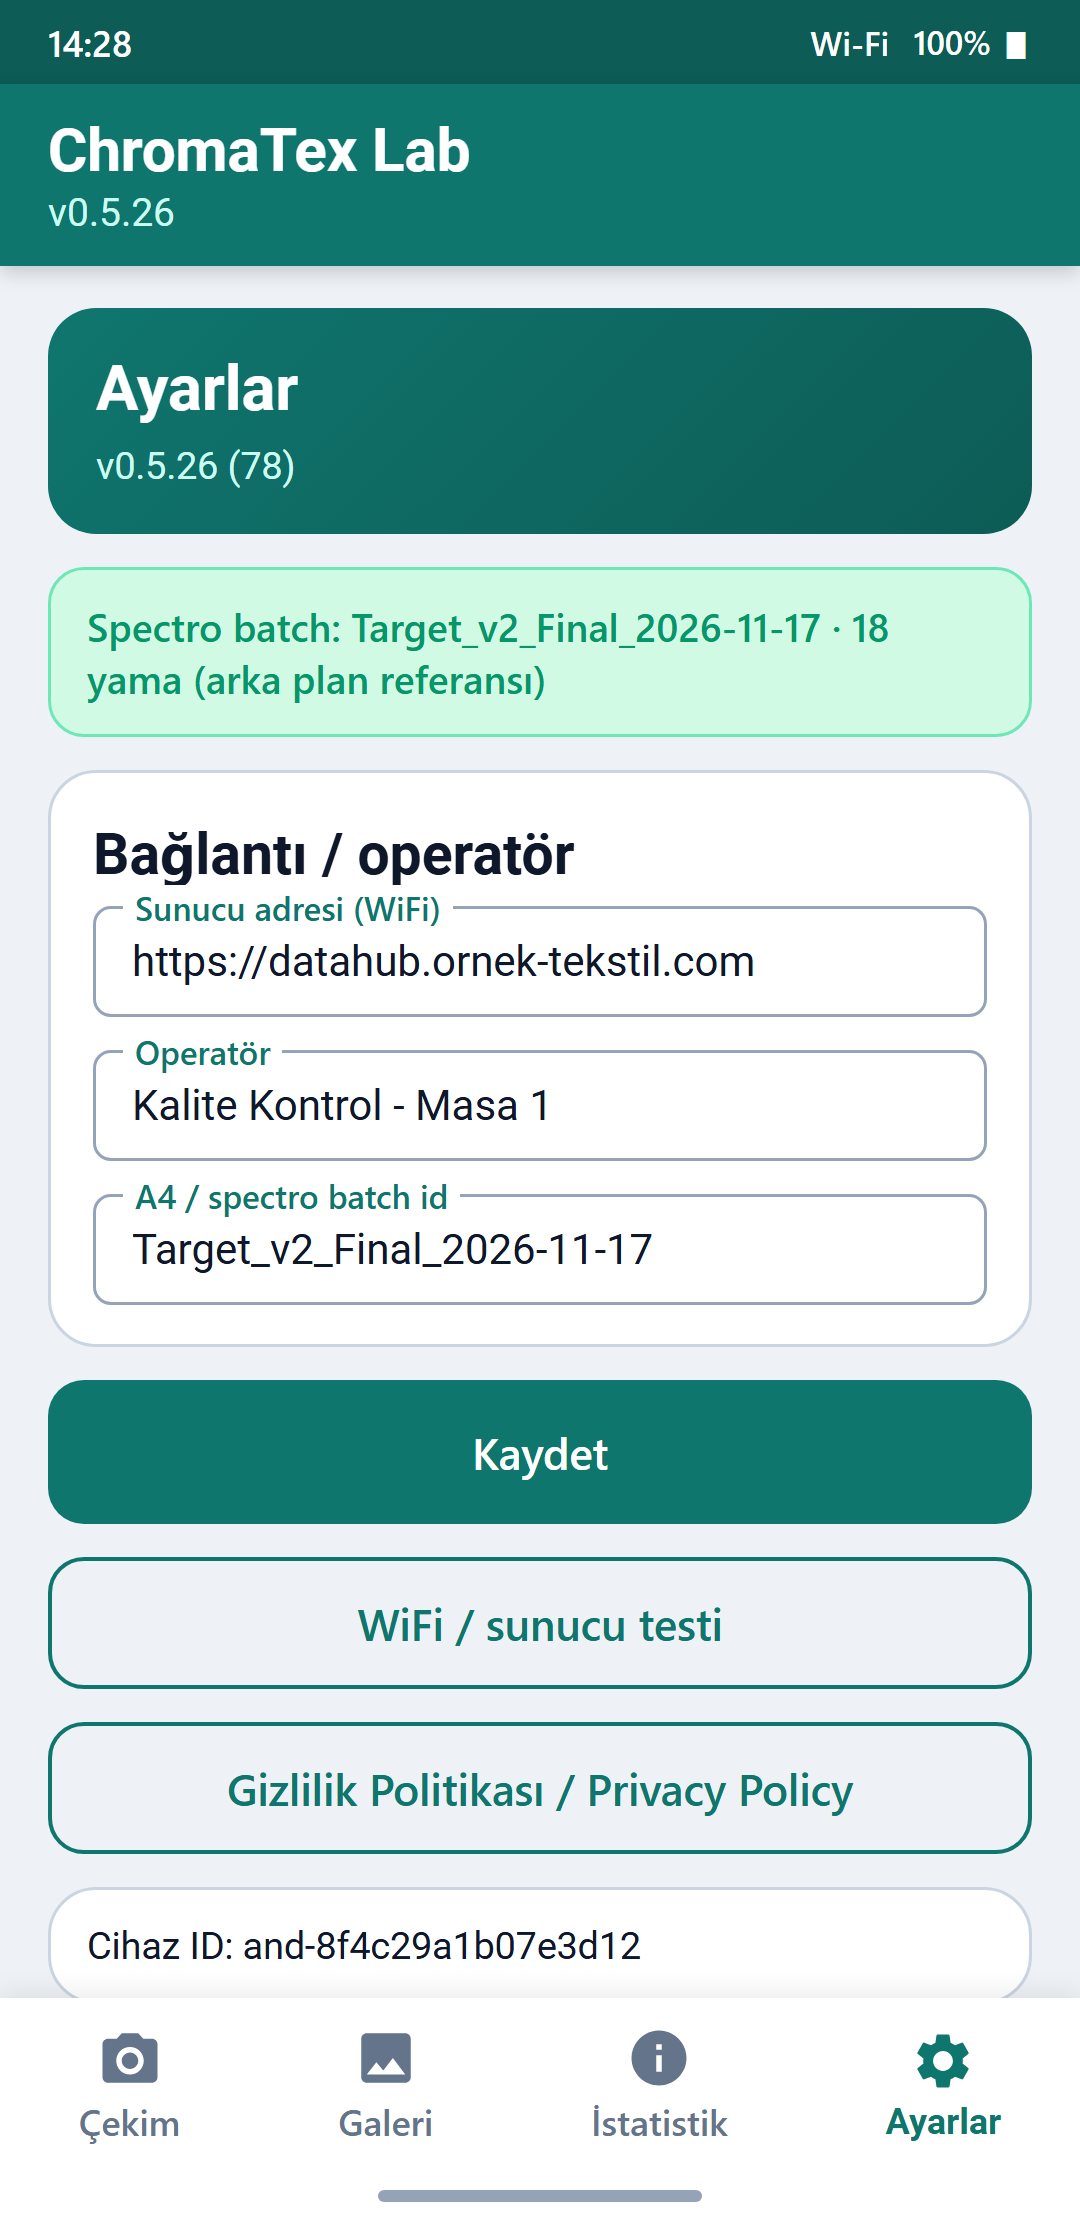 14:28
Wi-Fi 100%
ChromaTex Lab
v0.5.26
Ayarlar
v0.5.26 (78)
Spectro batch: Target_v2_Final_2026-11-17 · 18
yama (arka plan referansı)
Bağlantı / operatör
Sunucu adresi (WiFi)
https://datahub.ornek-tekstil.com
Operatör
Kalite Kontrol - Masa 1
A4 / spectro batch id
Target_v2_Final_2026-11-17
Kaydet
WiFi / sunucu testi
Gizlilik Politikası / Privacy Policy
Cihaz ID: and-8f4c29a1b07e3d12
Çekim
Galeri
İstatistik
Ayarlar